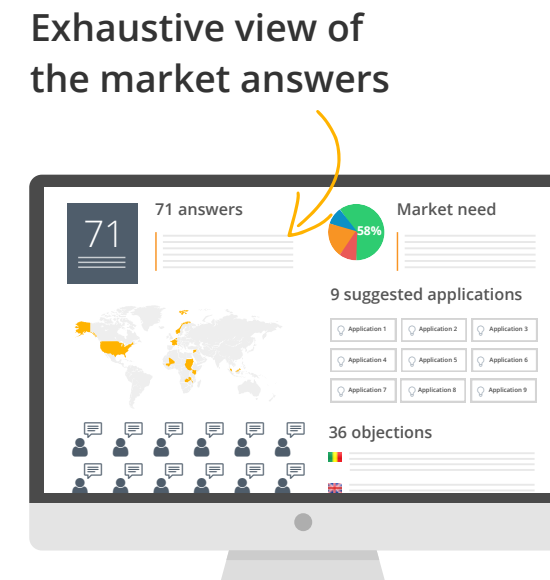 Exhaustive view of
the market answers
71
71 answers
58%
Market need
9 suggested applications
Application 1
Application 2
Application 3
Application 4
Application 5
Application 6
Application 7
Application 8
Application 9
36 objections